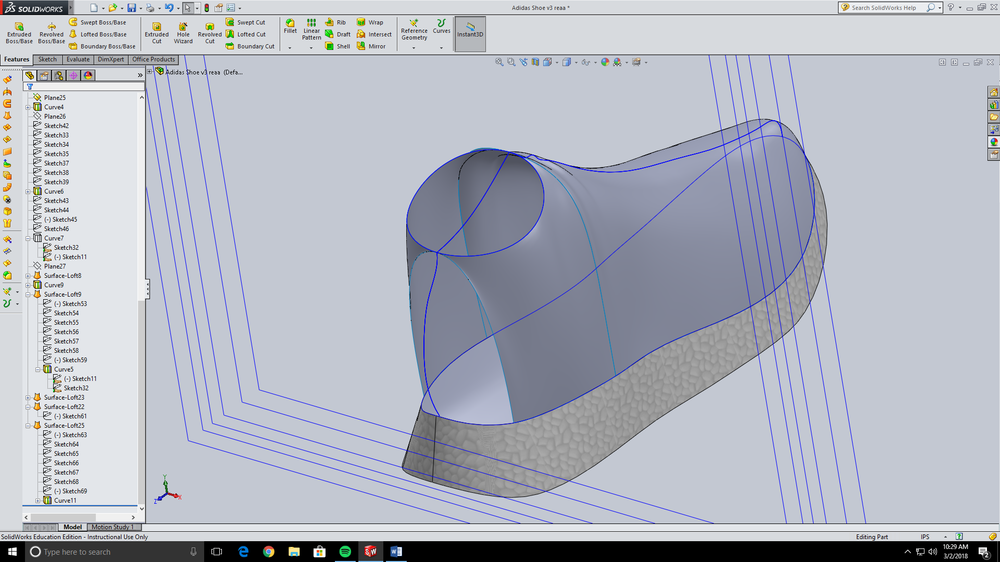 SOLIDWORKS
Adidas Shoe v3 reaa *
Search SolidWorks Help
Extruded Boss/Base
Revolved Boss/Base
Swept Boss/Base
Lofted Boss/Base
Boundary Boss/Base
Extruded Cut
Hole Wizard
Revolved Cut
Swept Cut
Lofted Cut
Boundary Cut
Fillet
Linear Pattern
Rib
Draft
Shell
Wrap
Intersect
Mirror
Reference Geometry
Curves
Instant3D
Features
Sketch
Evaluate
DimXpert
Office Products
Adidas Shoe v3 reaa (Defa...
Plane25
Curve4
Plane26
Sketch42
Sketch33
Sketch34
Sketch35
Sketch37
Sketch38
Sketch39
Curve6
Sketch43
Sketch44
(-) Sketch45
Sketch46
Curve7
Sketch32
(-) Sketch11
Plane27
Surface-Loft8
Curve9
Surface-Loft9
(-) Sketch53
Sketch54
Sketch55
Sketch56
Sketch57
Sketch58
(-) Sketch59
Curve5
(-) Sketch11
Sketch32
Surface-Loft23
Surface-Loft22
(-) Sketch61
Surface-Loft25
(-) Sketch63
Sketch64
Sketch65
Sketch66
Sketch67
Sketch68
(-) Sketch69
Curve11
Y
X
Z
Model
Motion Study 1
SolidWorks Education Edition - Instructional Use Only
Editing Part
IPS
Type here to search
10:29 AM
3/2/2018
2